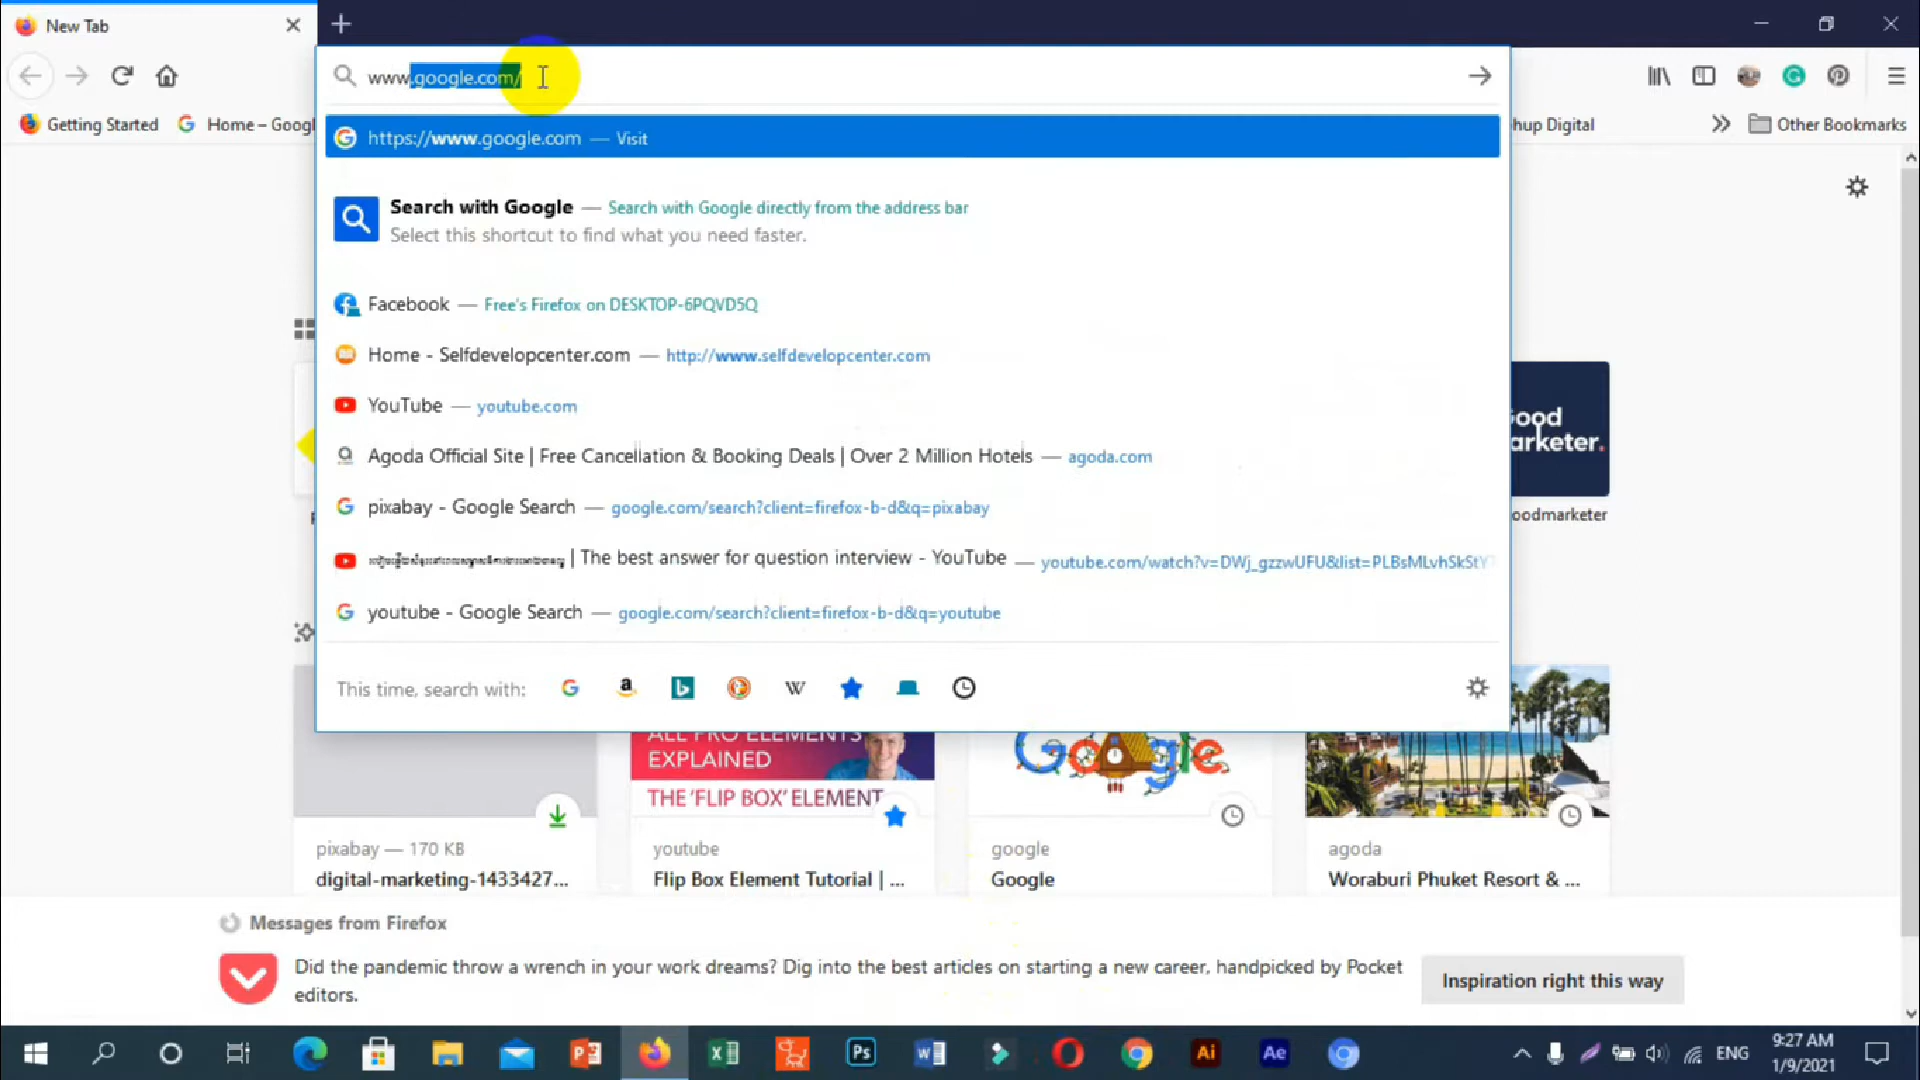 New Tab
www.google.com/
Getting Started
Home – Googl
hup Digital
Other Bookmarks
https://www.google.com — Visit
Search with Google — Search with Google directly from the address bar
Select this shortcut to find what you need faster.
Facebook — Free's Firefox on DESKTOP-6PQVD5Q
Home - Selfdevelopcenter.com — http://www.selfdevelopcenter.com
YouTube — youtube.com
Agoda Official Site | Free Cancellation & Booking Deals | Over 2 Million Hotels — agoda.com
pixabay - Google Search — google.com/search?client=firefox-b-d&q=pixabay
| The best answer for question interview - YouTube — youtube.com/watch?v=DWj_gzzwUFU&list=PLBsMLvhSkStY
youtube - Google Search — google.com/search?client=firefox-b-d&q=youtube
This time, search with:
ood
arketer.
oodmarketer
ALL PRO ELEMENTS
EXPLAINED
THE 'FLIP BOX' ELEMENT
Google
pixabay — 170 KB
digital-marketing-1433427...
youtube
Flip Box Element Tutorial | ...
google
Google
agoda
Woraburi Phuket Resort & ...
Messages from Firefox
Did the pandemic throw a wrench in your work dreams? Dig into the best articles on starting a new career, handpicked by Pocket
editors.
Inspiration right this way
Ps
Ai
Ae
ENG
9:27 AM
1/9/2021